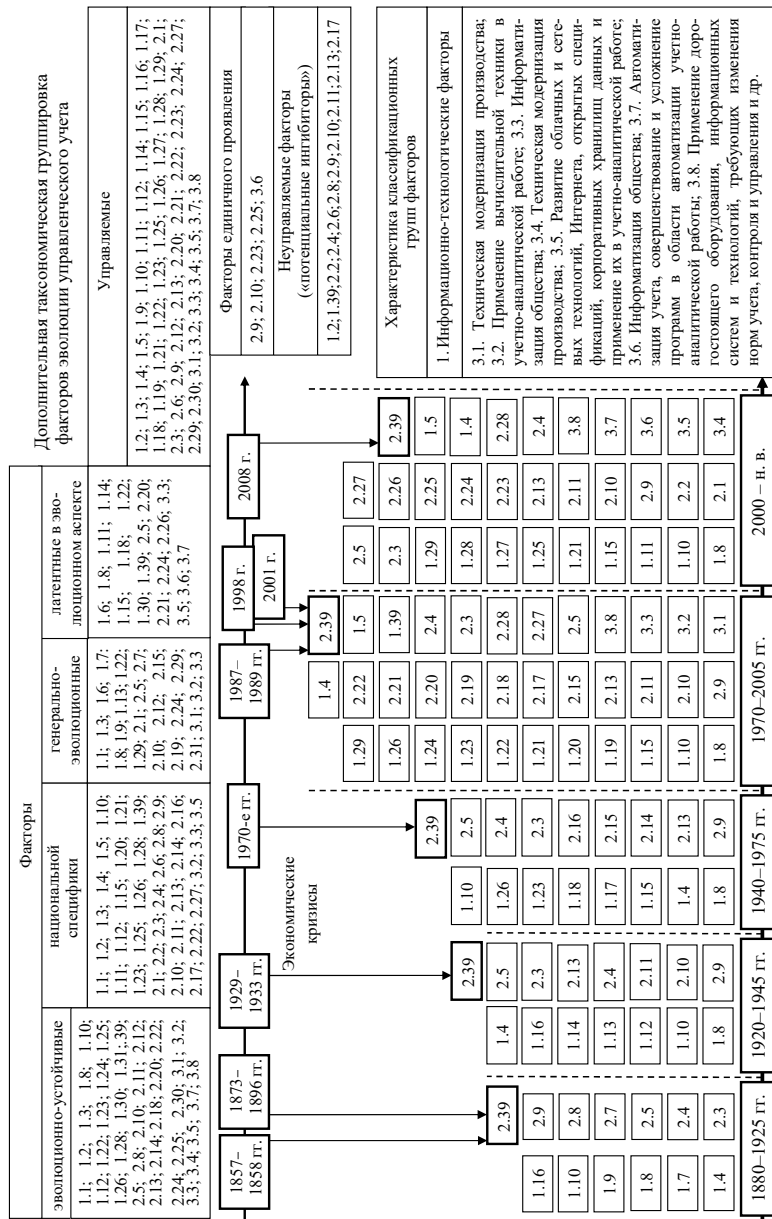 Факторы
эволюционно-устойчивые
1.1; 1.2; 1.3; 1.8; 1.10;
1.12; 1.22; 1.23; 1.24; 1.25;
1.26; 1.28; 1.30; 1.31;.39;
2.5; 2.8; 2.10; 2.11; 2.12;
2.13; 2.14; 2.18; 2.20; 2.22;
2.24; 2.25; 2.30; 3.1; 3.2;
3.3; 3.4; 3.5; 3.7; 3.8
национальной
специфики
1.1; 1.2; 1.3; 1.4; 1.5; 1.10;
1.11; 1.12; 1.15; 1.20; 1.21;
1.23; 1.25; 1.26; 1.28; 1.39;
2.1; 2.2; 2.3; 2.4; 2.6; 2.8; 2.9;
2.10; 2.11; 2.13; 2.14; 2.16;
2.17; 2.22; 2.27; 3.2; 3.3; 3.5
генерально-
эволюционные
1.1; 1.3; 1.6; 1.7:
1.8; 1.9; 1.13; 1.22;
1.29; 2.1; 2.5; 2.7;
2.10; 2.12; 2.15;
2.19; 2.24; 2.29;
2.31; 3.1; 3.2; 3.3
латентные в эво-
люционном аспекте
1.6; 1.8; 1.11; 1.14;
1.15; 1.18; 1.22;
1.30; 1.39; 2.5; 2.20;
2.21; 2.24; 2.26; 3.3;
3.5; 3.6; 3.7
Дополнительная таксономическая группировка
факторов эволюции управленческого учета
Управляемые
1.2; 1.3; 1.4; 1.5; 1.9; 1.10; 1.11; 1.12; 1.14; 1.15; 1.16; 1.17;
1.18; 1.19; 1.21; 1.22; 1.23; 1.25; 1.26; 1.27; 1.28; 1.29; 2.1;
2.3; 2.6; 2.9; 2.12; 2.13; 2.20; 2.21; 2.22; 2.23; 2.24; 2.27;
2.29; 2.30; 3.1; 3.2; 3.3; 3.4; 3.5; 3.7; 3.8
Факторы единичного проявления
2.9; 2.10; 2.23; 2.25; 3.6
Неуправляемые факторы
(«потенциальные ингибиторы»)
1.2; 1.39;2.2; 2.4; 2.6; 2.8; 2.9; 2.10; 2.11; 2.13; 2.17
1857–
1858 гг.
1873–
1896 гг.
1929–
1933 гг.
1970-е гг.
1987–
1989 гг.
1998 г.
2001 г.
2008 г.
Экономические
кризисы
2.39
1.16 2.9
1.10 2.8
1.9 2.7
1.8 2.5
1.7 2.4
1.4 2.3
1880–1925 гг.
2.39
1.4 2.5
1.16 2.3
1.14 2.13
1.13 2.4
1.12 2.11
1.10 2.10
1.8 2.9
1920–1945 гг.
2.39
1.10 2.5
1.26 2.4
1.23 2.3
1.18 2.16
1.17 2.15
1.15 2.14
1.4 2.13
1.8 2.9
1940–1975 гг.
1.4 2.39
1.29 2.22 1.5
1.26 2.21 1.39
1.24 2.20 2.4
1.23 2.19 2.3
1.22 2.18 2.28
1.21 2.17 2.27
1.20 2.15 2.5
1.19 2.13 3.8
1.15 2.11 3.3
1.10 2.10 3.2
1.8 2.9 3.1
1970–2005 гг.
2.5 2.27
2.3 2.26 2.39
1.29 2.25 1.5
1.28 2.24 1.4
1.27 2.23 2.28
1.25 2.13 2.4
1.21 2.11 3.8
1.15 2.10 3.7
1.11 2.9 3.6
1.10 2.2 3.5
1.8 2.1 3.4
2000 – н. в.
Характеристика классификационных
групп факторов
1. Информационно-технологические факторы
3.1. Техническая модернизация производства;
3.2. Применение вычислительной техники в
учетно-аналитической работе; 3.3. Информати-
зация общества; 3.4. Техническая модернизация
производства; 3.5. Развитие облачных и сете-
вых технологий, Интернета, открытых специ-
фикаций, корпоративных хранилищ данных и
применение их в учетно-аналитической работе;
3.6. Информатизация общества; 3.7. Автомати-
зация учета, совершенствование и усложнение
программ в области автоматизации учетно-
аналитической работы; 3.8. Применение доро-
гостоящего оборудования, информационных
систем и технологий, требующих изменения
норм учета, контроля и управления и др.